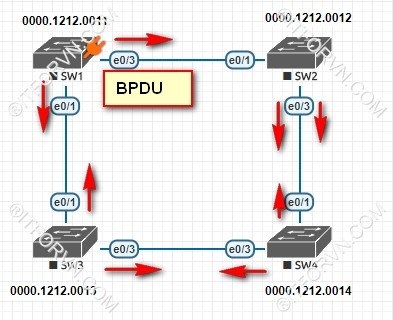 0000.1212.0011
0000.1212.0012
SW1
e0/3
e0/1
SW2
BPDU
e0/1
e0/3
e0/1
e0/1
SW3
e0/3
e0/3
SW4
0000.1212.0013
0000.1212.0014
© ITFORVN.COM
© ITFORVN.COM
© ITFORVN.COM
© ITFORVN.COM